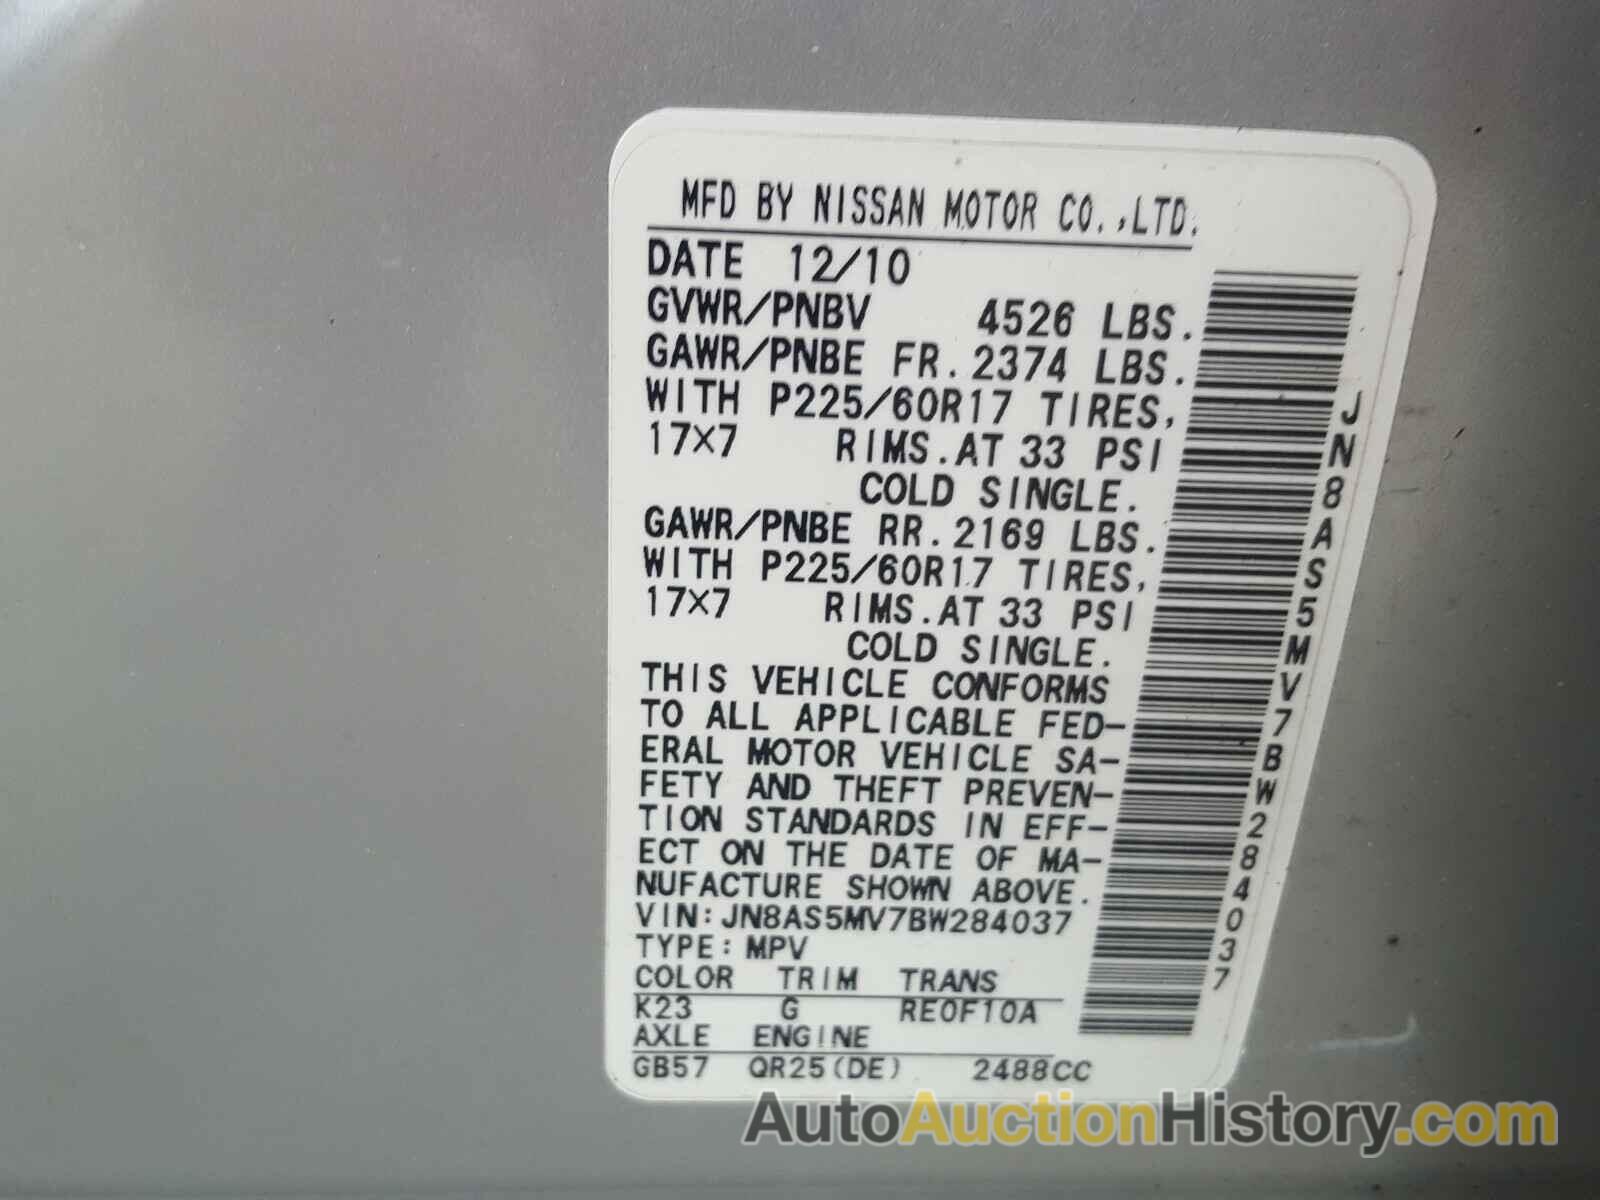 MFD BY NISSAN MOTOR CO.,LTD.
DATE 12/10
GVWR/PNBV 4526 LBS.
GAWR/PNBE FR.2374 LBS.
WITH P225/60R17 TIRES,
17×7 RIMS.AT 33 PSI
COLD SINGLE.
GAWR/PNBE RR.2169 LBS.
WITH P225/60R17 TIRES,
17×7 RIMS.AT 33 PSI
COLD SINGLE.
THIS VEHICLE CONFORMS
TO ALL APPLICABLE FED-
ERAL MOTOR VEHICLE SA-
FETY AND THEFT PREVEN-
TION STANDARDS IN EFF-
ECT ON THE DATE OF MA-
NUFACTURE SHOWN ABOVE.
VIN:JN8AS5MV7BW284037
TYPE:MPV
COLOR TRIM TRANS
K23 G RE0F10A
AXLE ENGINE
GB57 QR25(DE) 2488CC
JN8AS5MV7BW284037
AutoAuctionHistory.com